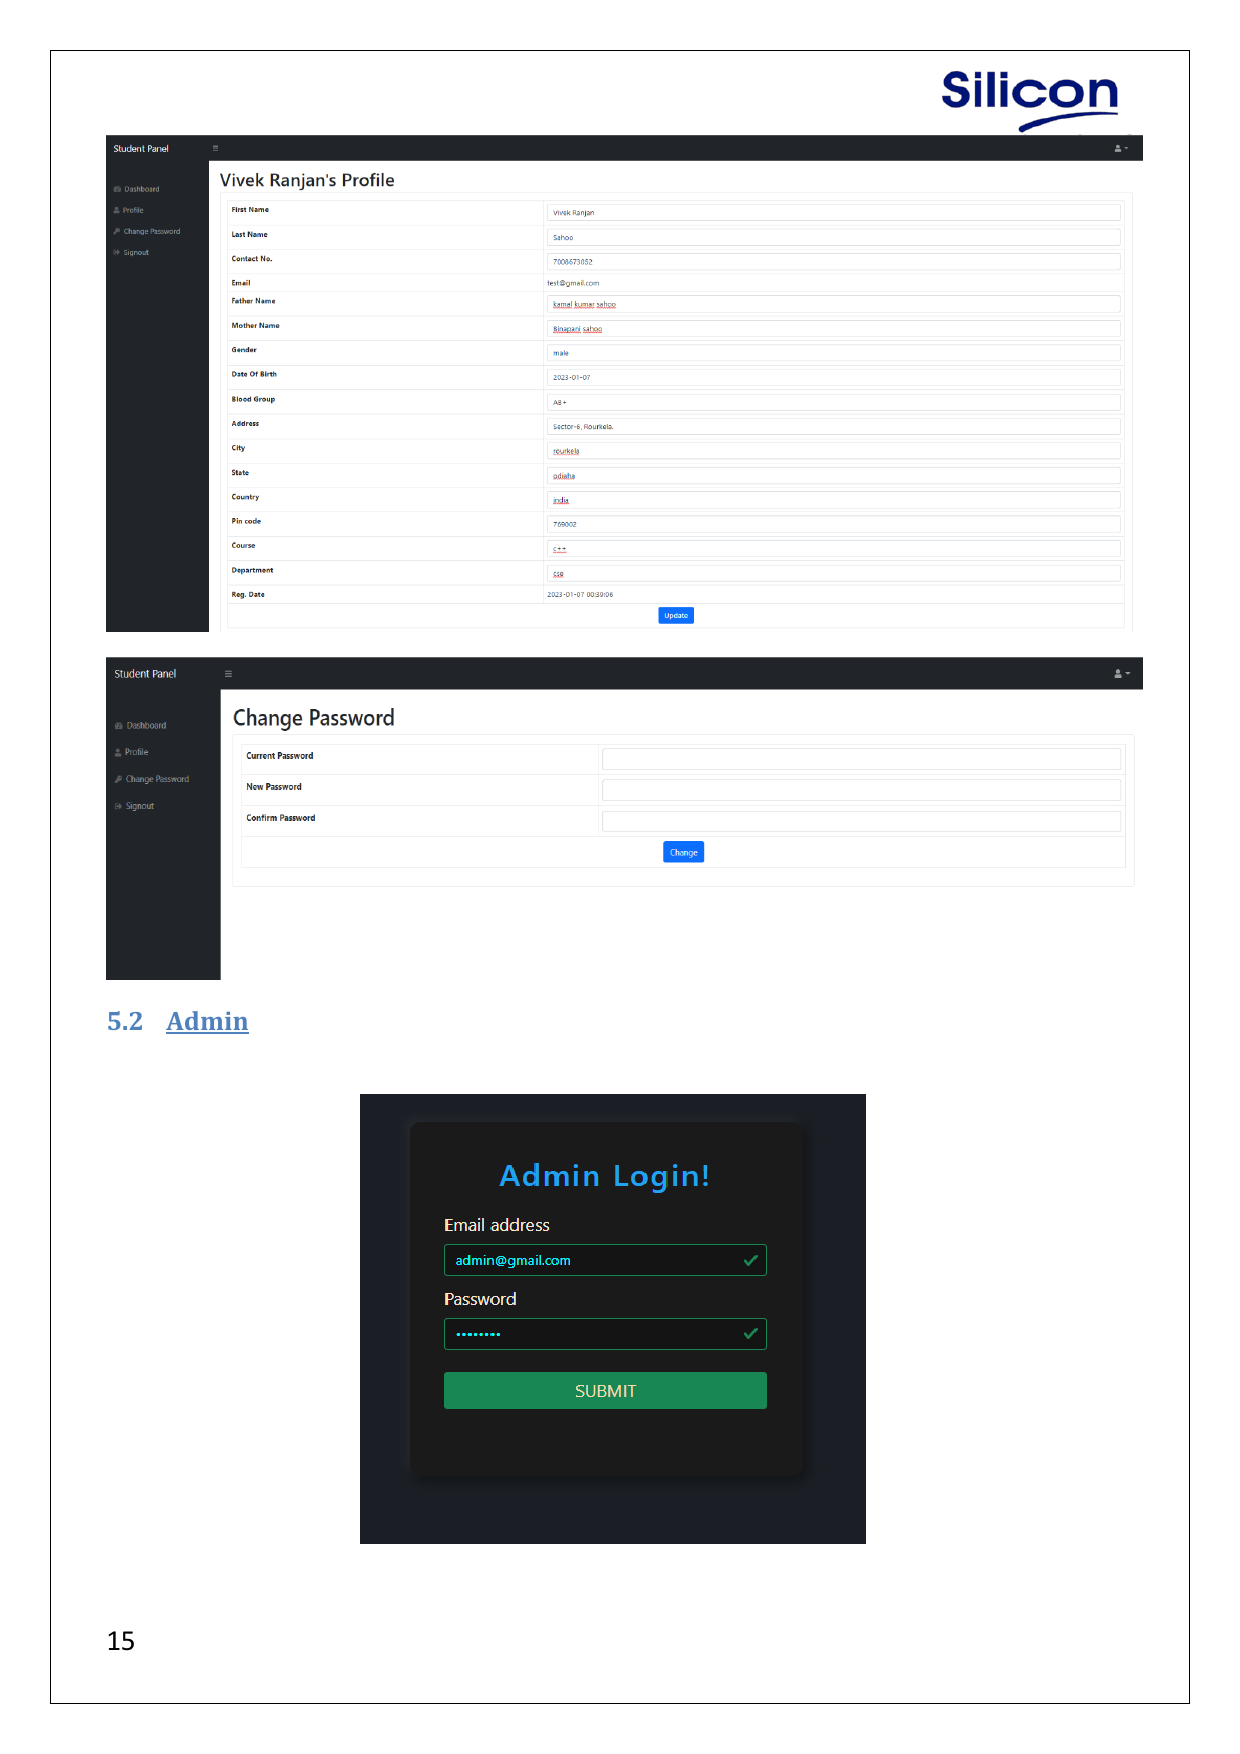 Silicon
Student Panel
Dashboard
Profile
Change Password
Signout
Vivek Ranjan's Profile
First Name Vivek Ranjan
Last Name Sahoo
Contact No. 7008673052
Email test@gmail.com
Father Name kamal kumar sahoo
Mother Name Binapani sahoo
Gender male
Date Of Birth 2023-01-07
Blood Group AB+
Address Sector-6, Rourkela.
City rourkela
State odiaha
Country india
Pin code 769002
Course c++
Department cse
Reg. Date 2023-01-07 00:39:06
Update
Student Panel
Dashboard
Profile
Change Password
Signout
Change Password
Current Password
New Password
Confirm Password
Change
5.2 Admin
Admin Login!
Email address
admin@gmail.com
Password
••••••••
SUBMIT
15